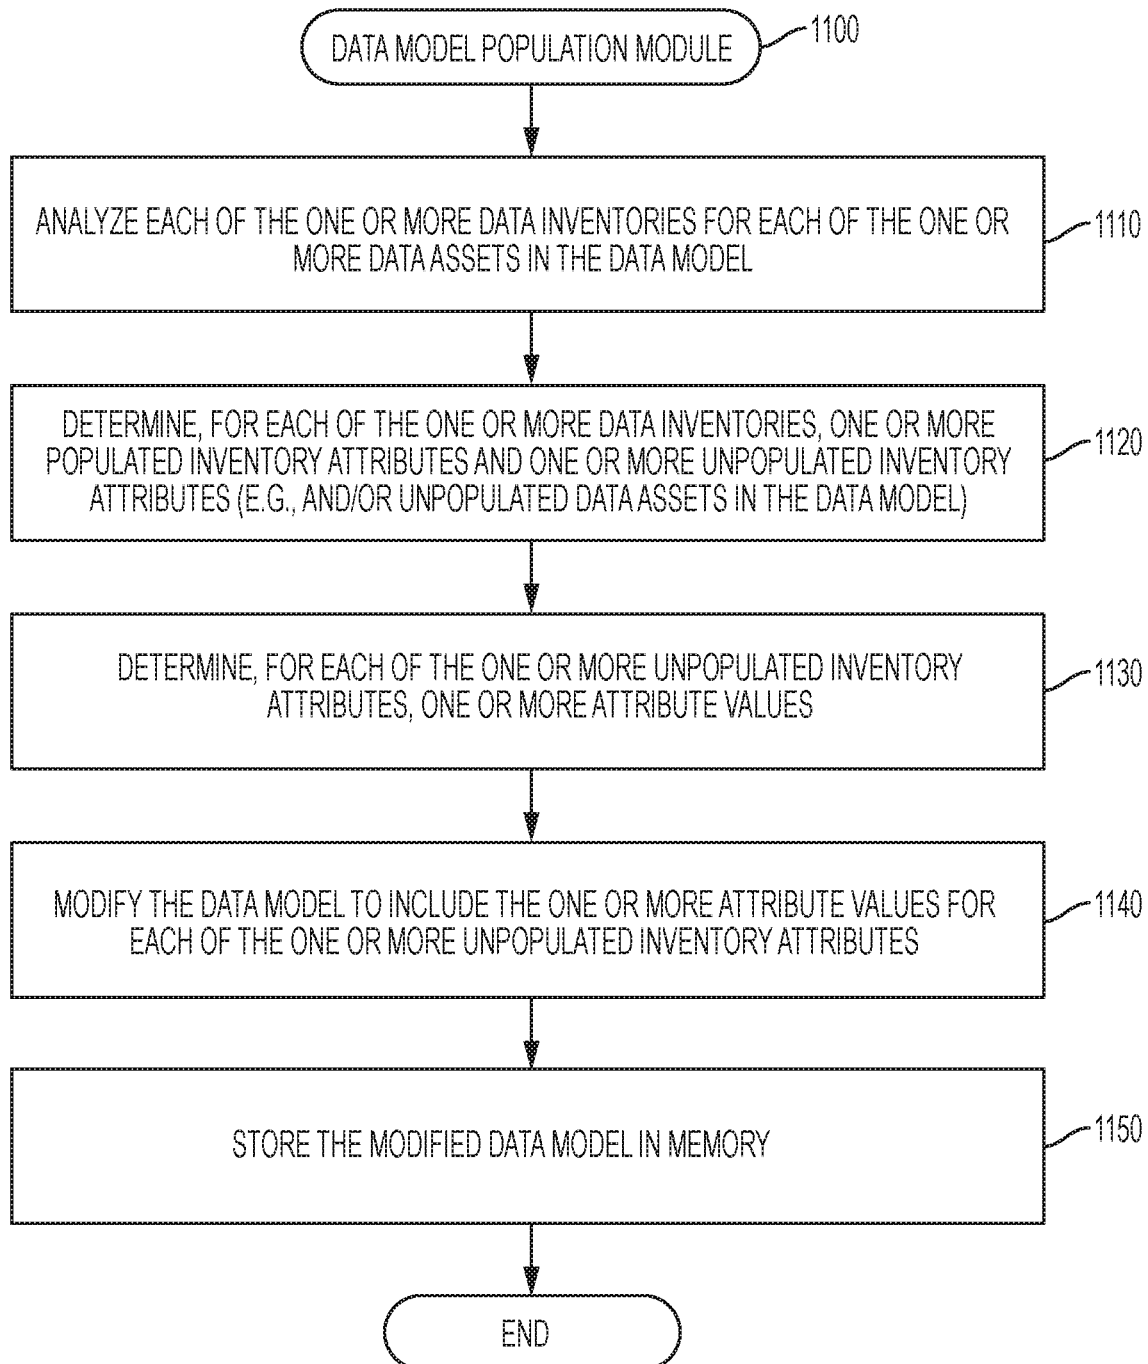 DATA MODEL POPULATION MODULE
1100
ANALYZE EACH OF THE ONE OR MORE DATA INVENTORIES FOR EACH OF THE ONE OR
MORE DATA ASSETS IN THE DATA MODEL
1110
DETERMINE, FOR EACH OF THE ONE OR MORE DATA INVENTORIES, ONE OR MORE
POPULATED INVENTORY ATTRIBUTES AND ONE OR MORE UNPOPULATED INVENTORY
ATTRIBUTES (E.G., AND/OR UNPOPULATED DATA ASSETS IN THE DATA MODEL)
1120
DETERMINE, FOR EACH OF THE ONE OR MORE UNPOPULATED INVENTORY
ATTRIBUTES, ONE OR MORE ATTRIBUTE VALUES
1130
MODIFY THE DATA MODEL TO INCLUDE THE ONE OR MORE ATTRIBUTE VALUES FOR
EACH OF THE ONE OR MORE UNPOPULATED INVENTORY ATTRIBUTES
1140
STORE THE MODIFIED DATA MODEL IN MEMORY
1150
END